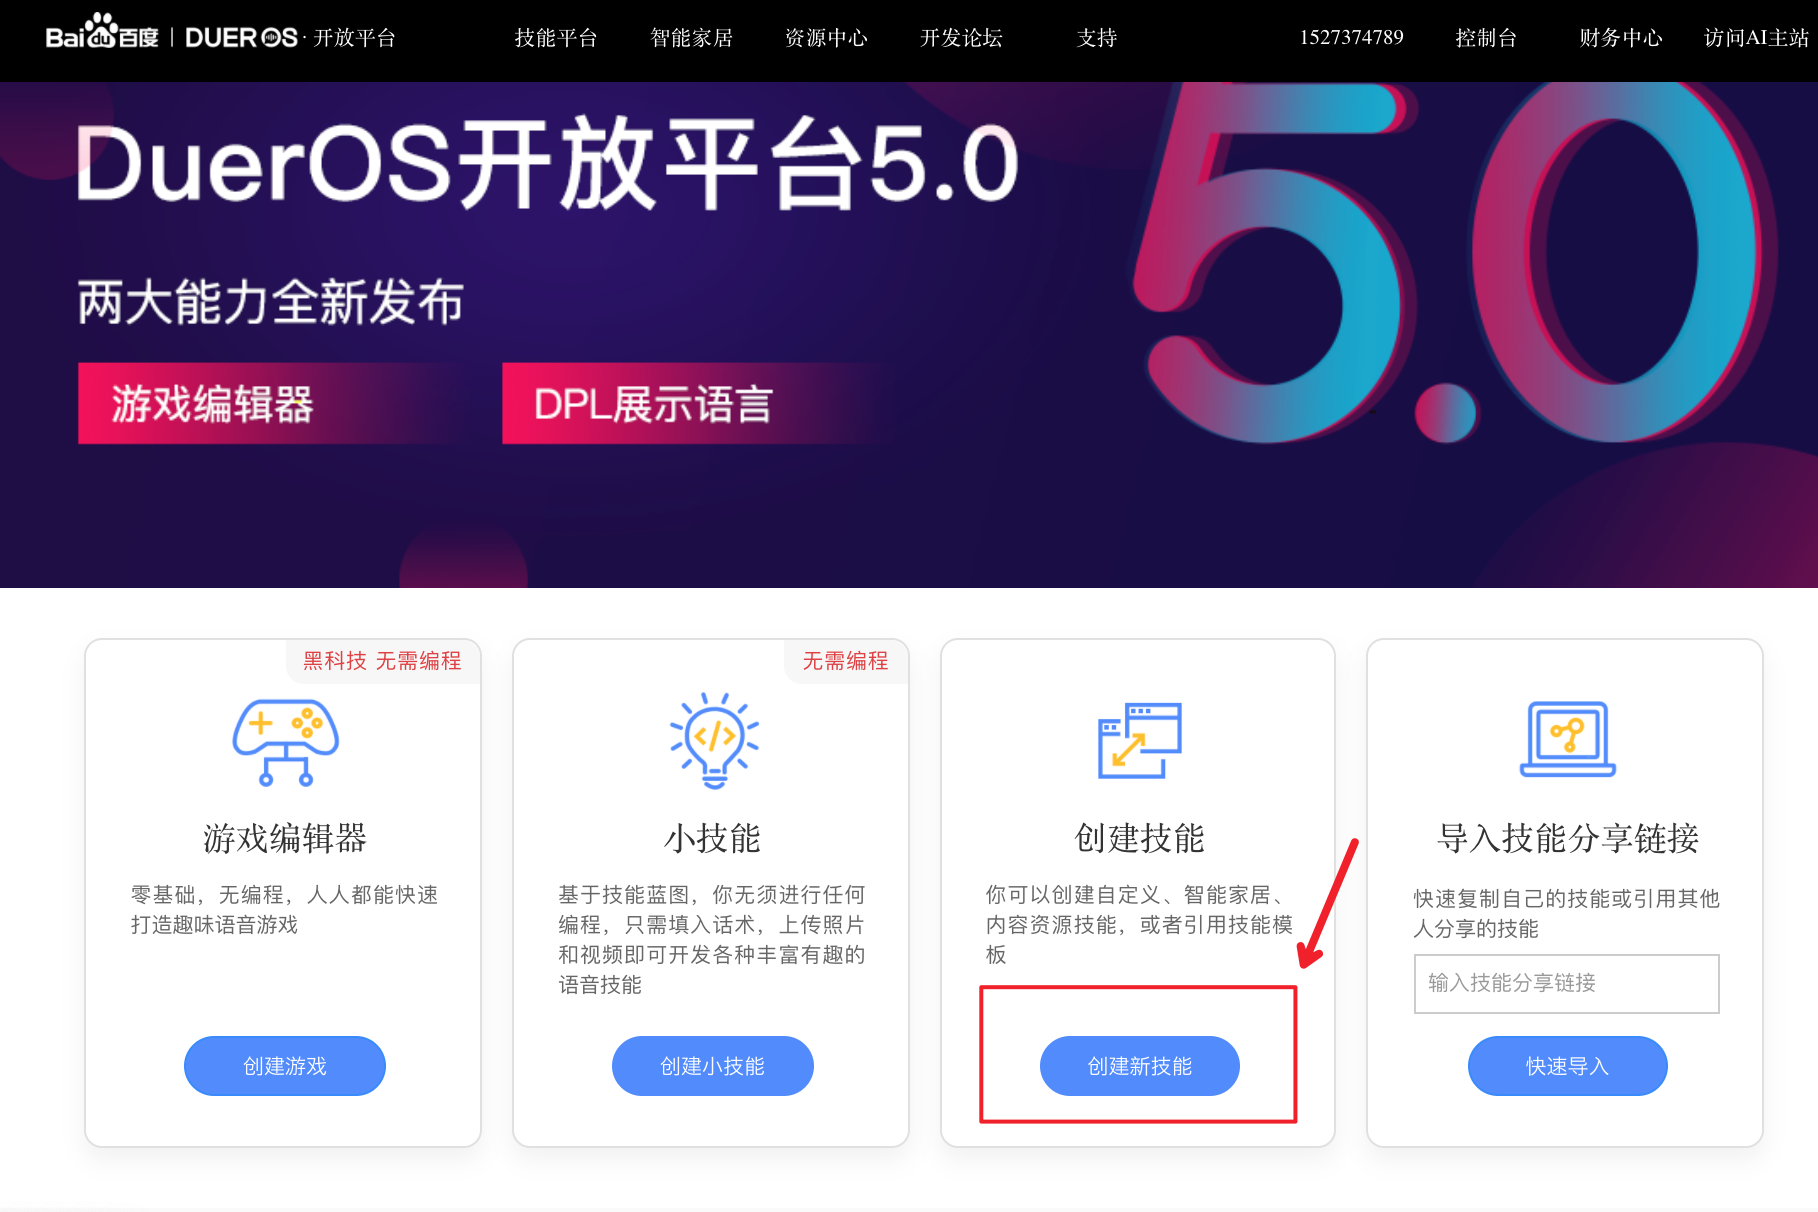 Baidu百度 | DUEROS · 开放平台 技能平台 智能家居 资源中心 开发论坛 支持 1527374789 控制台 财务中心 访问AI主站
DuerOS开放平台5.0
5.0
两大能力全新发布
游戏编辑器 DPL展示语言
黑科技 无需编程
游戏编辑器
零基础，无编程，人人都能快速
打造趣味语音游戏
创建游戏
无需编程
小技能
基于技能蓝图，你无须进行任何
编程，只需填入话术，上传照片
和视频即可开发各种丰富有趣的
语音技能
创建小技能
创建技能
你可以创建自定义、智能家居、
内容资源技能，或者引用技能模
板
创建新技能
导入技能分享链接
快速复制自己的技能或引用其他
人分享的技能
输入技能分享链接
快速导入